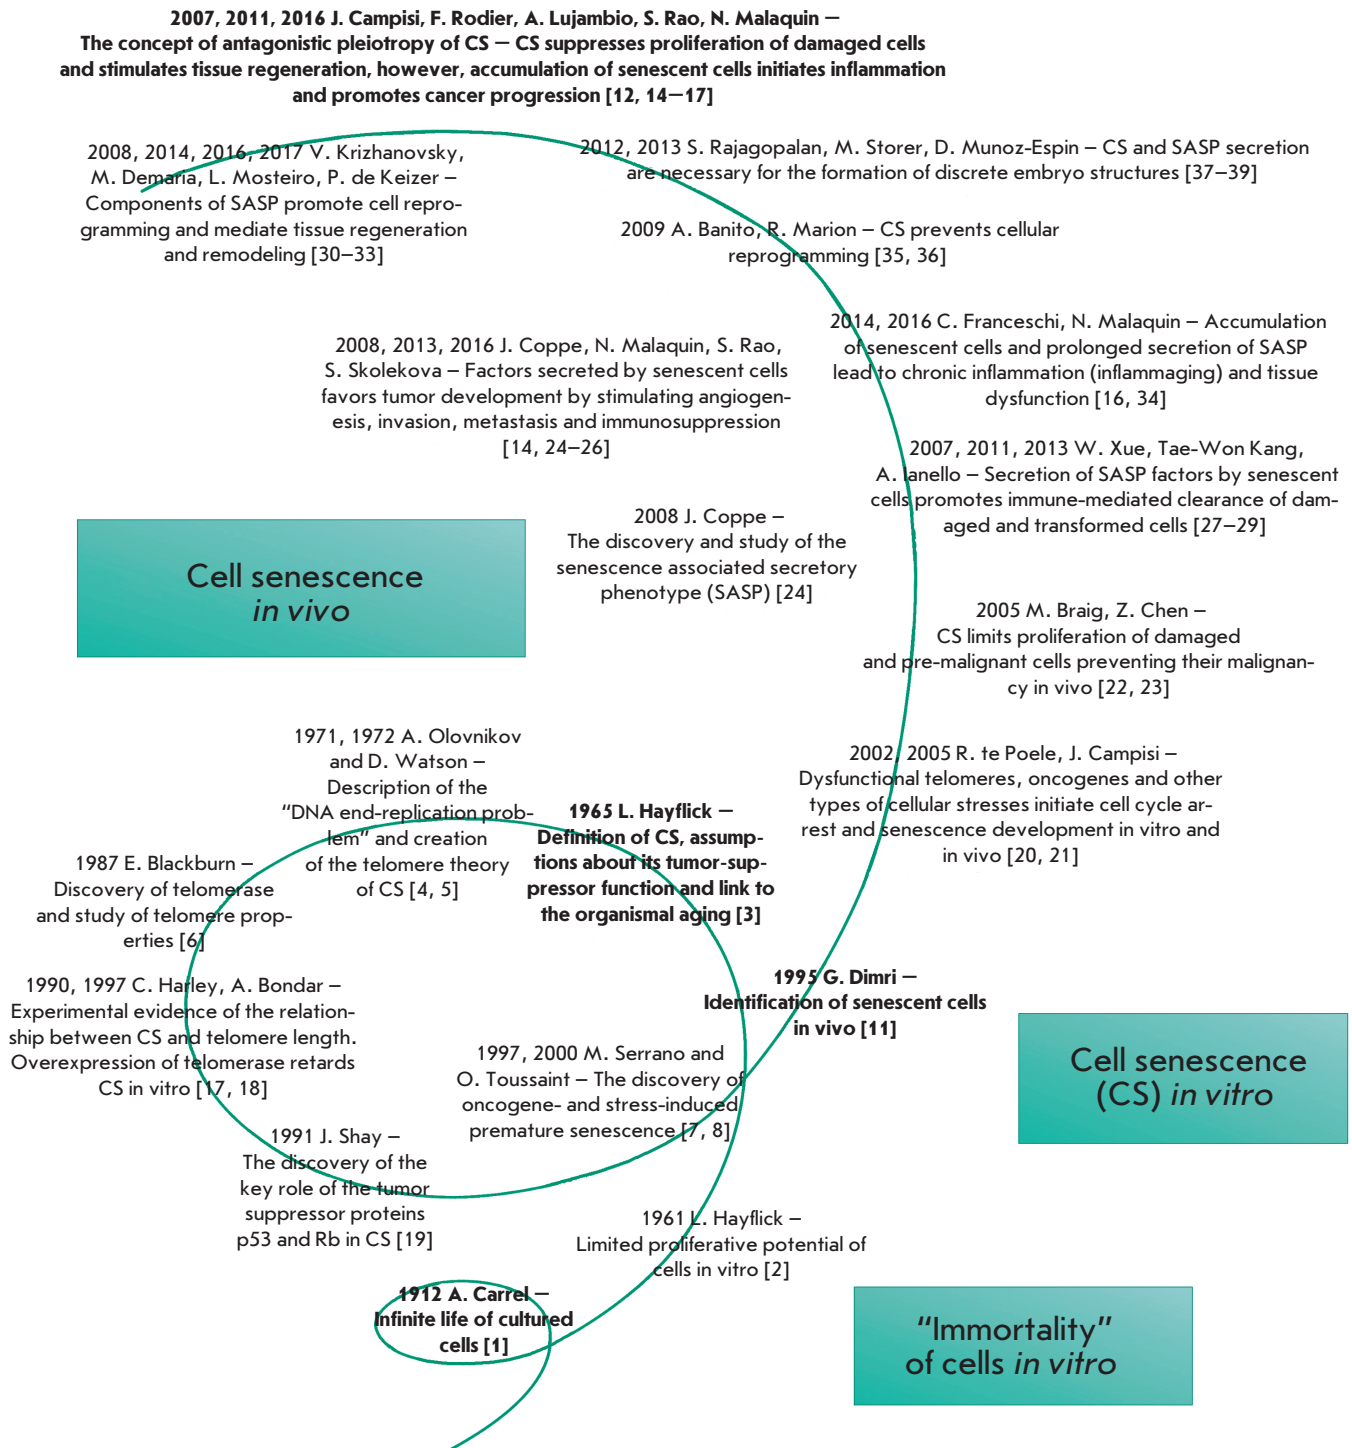 2007, 2011, 2016 J. Campisi, F. Rodier, A. Lujambio, S. Rao, N. Malaquin —
The concept of antagonistic pleiotropy of CS — CS suppresses proliferation of damaged cells
and stimulates tissue regeneration, however, accumulation of senescent cells initiates inflammation
and promotes cancer progression [12, 14—17]
2008, 2014, 2016, 2017 V. Krizhanovsky,
M. Demaria, L. Mosteiro, P. de Keizer –
Components of SASP promote cell repro-
gramming and mediate tissue regeneration
and remodeling [30–33]
2012, 2013 S. Rajagopalan, M. Storer, D. Munoz-Espin – CS and SASP secretion
are necessary for the formation of discrete embryo structures [37–39]
2009 A. Banito, R. Marion – CS prevents cellular
reprogramming [35, 36]
2014, 2016 C. Franceschi, N. Malaquin – Accumulation
of senescent cells and prolonged secretion of SASP
lead to chronic inflammation (inflammaging) and tissue
dysfunction [16, 34]
2008, 2013, 2016 J. Coppe, N. Malaquin, S. Rao,
S. Skolekova – Factors secreted by senescent cells
favors tumor development by stimulating angiogen-
esis, invasion, metastasis and immunosuppression
[14, 24–26]
2007, 2011, 2013 W. Xue, Tae-Won Kang,
A. Ianello – Secretion of SASP factors by senescent
cells promotes immune-mediated clearance of dam-
aged and transformed cells [27–29]
2008 J. Coppe –
The discovery and study of the
senescence associated secretory
phenotype (SASP) [24]
Cell senescence
in vivo
2005 M. Braig, Z. Chen –
CS limits proliferation of damaged
and pre-malignant cells preventing their malignan-
cy in vivo [22, 23]
1971, 1972 A. Olovnikov
and D. Watson –
Description of the
“DNA end-replication prob-
lem” and creation
of the telomere theory
of CS [4, 5]
2002, 2005 R. te Poele, J. Campisi –
Dysfunctional telomeres, oncogenes and other
types of cellular stresses initiate cell cycle ar-
rest and senescence development in vitro and
in vivo [20, 21]
1965 L. Hayflick —
Definition of CS, assump-
tions about its tumor-sup-
pressor function and link to
the organismal aging [3]
1987 E. Blackburn –
Discovery of telomerase
and study of telomere prop-
erties [6]
1990, 1997 C. Harley, A. Bondar –
Experimental evidence of the relation-
ship between CS and telomere length.
Overexpression of telomerase retards
CS in vitro [17, 18]
1995 G. Dimri —
Identification of senescent cells
in vivo [11]
Cell senescence
(CS) in vitro
1997, 2000 M. Serrano and
O. Toussaint – The discovery of
oncogene- and stress-induced
premature senescence [7, 8]
1991 J. Shay –
The discovery of the
key role of the tumor
suppressor proteins
p53 and Rb in CS [19]
1961 L. Hayflick –
Limited proliferative potential of
cells in vitro [2]
1912 A. Carrel —
Infinite life of cultured
cells [1]
“Immortality”
of cells in vitro